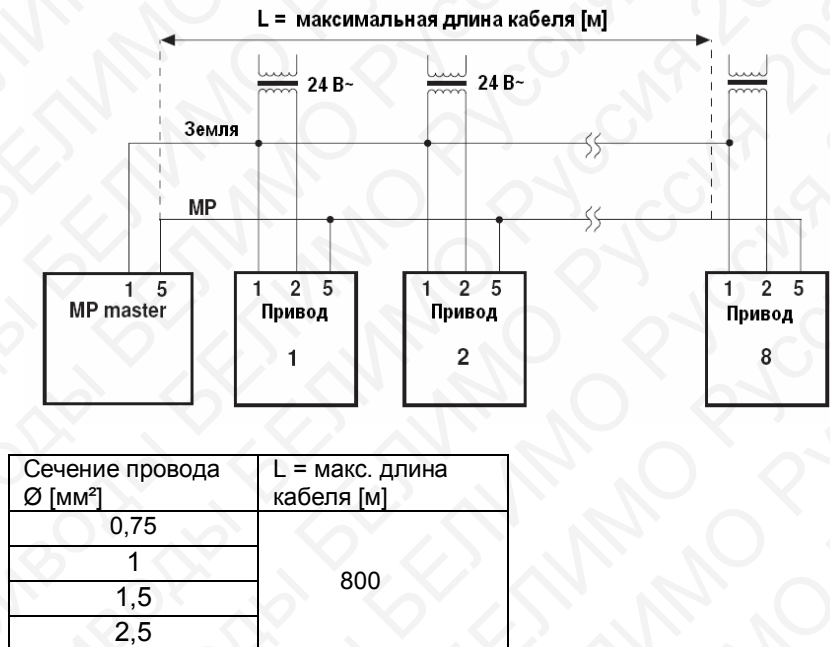 L = максимальная длина кабеля [м]
24 В~
24 В~
Земля
MP
1 5
MP master
1 2 5
Привод
1
1 2 5
Привод
2
1 2 5
Привод
8
Сечение провода
Ø [мм²]
L = макс. длина
кабеля [м]
0,75
1
1,5
2,5
800